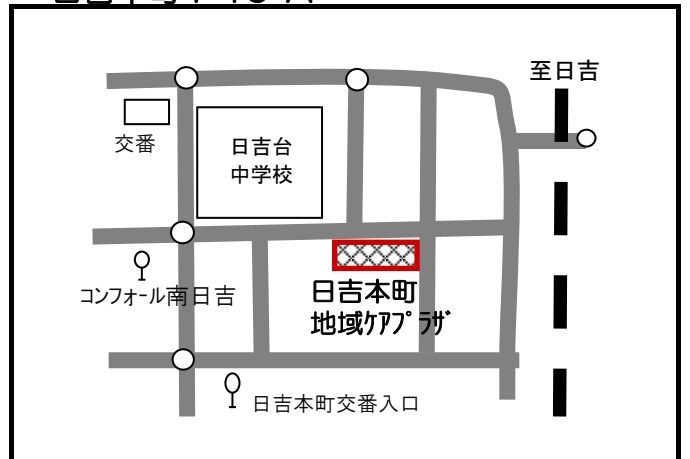 至日吉
交番
日吉台
中学校
コンフォール南日吉
日吉本町
地域ケアプラザ
日吉本町交番入口